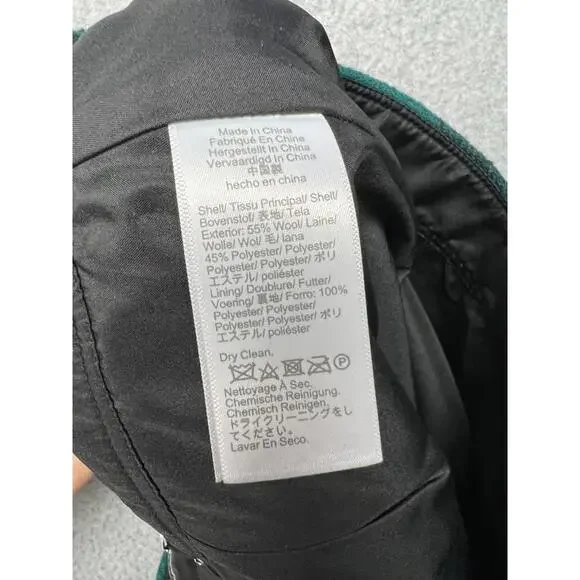 Made In China
Fabriqué En Chine
Hergestellt In China
Vervaardigd In China
中国製
hecho en china
Shell/ Tissu Principal/ Shell/
Bovenstof/ 表地/ Tela
Exterior: 55% Wool/ Laine/
Wolle/ Wol/ 毛/ lana
45% Polyester/ Polyester/
Polyester/ Polyester/ ポリ
エステル/ poliéster
Lining/ Doublure/ Futter/
Voering/ 裏地/ Forro: 100%
Polyester/ Polyester/
Polyester/ Polyester/ ポリ
エステル/ poliéster
Dry Clean.
P
Nettoyage À Sec.
Chemische Reinigung.
Chemisch Reinigen.
ドライクリーニングをし
てください。
Lavar En Seco.